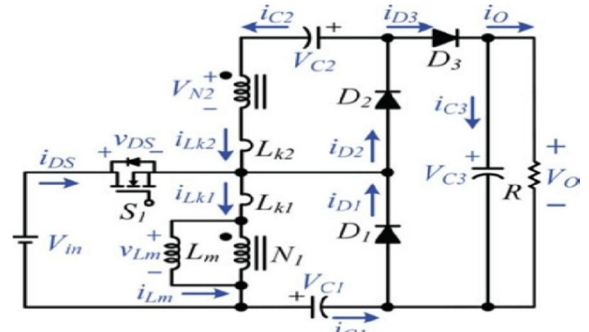 iC2
+
iD3
iO
VC2
D3
VN2
+
−
D2
iC3
vDS
+
−
iLk2
Lk2
iD2
+
iDS
VC3
+
R
VO
−
S1
iLk1
Lk1
iD1
D1
Vin
vLm
+
−
Lm
N1
VC1
+
iLm
iC1